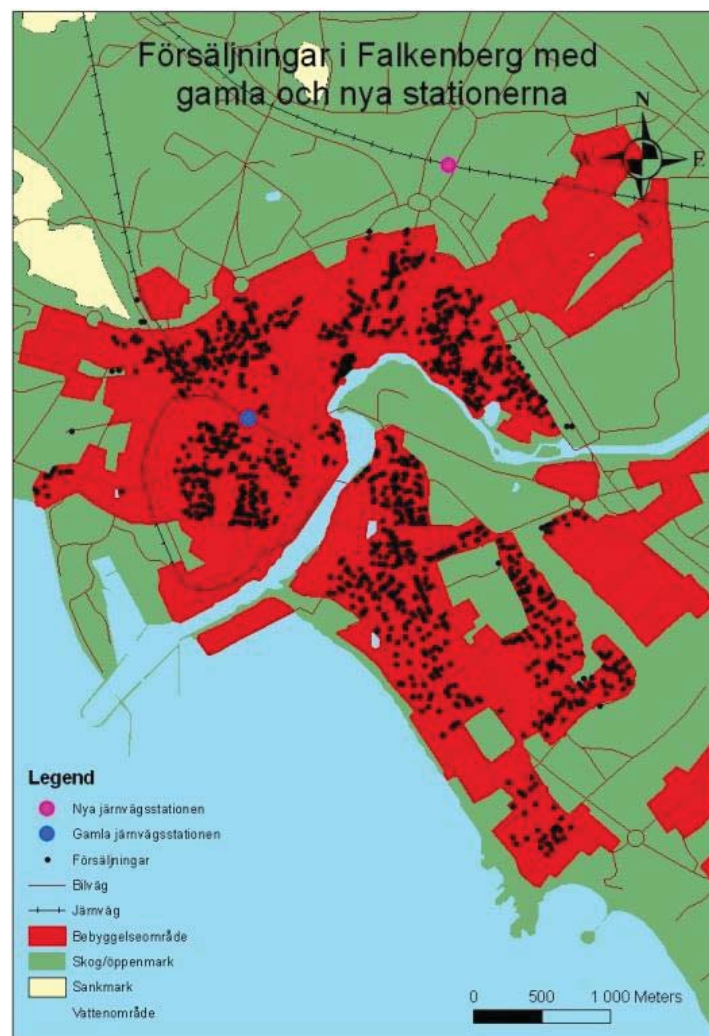 Försäljningar i Falkenberg med
gamla och nya stationerna
N
E
Legend
Nya järnvägsstationen
Gamla järnvägsstationen
Försäljningar
Bilväg
Järnväg
Bebyggelseområde
Skog/öppenmark
Sankmark
Vattenområde
0 500 1 000 Meters